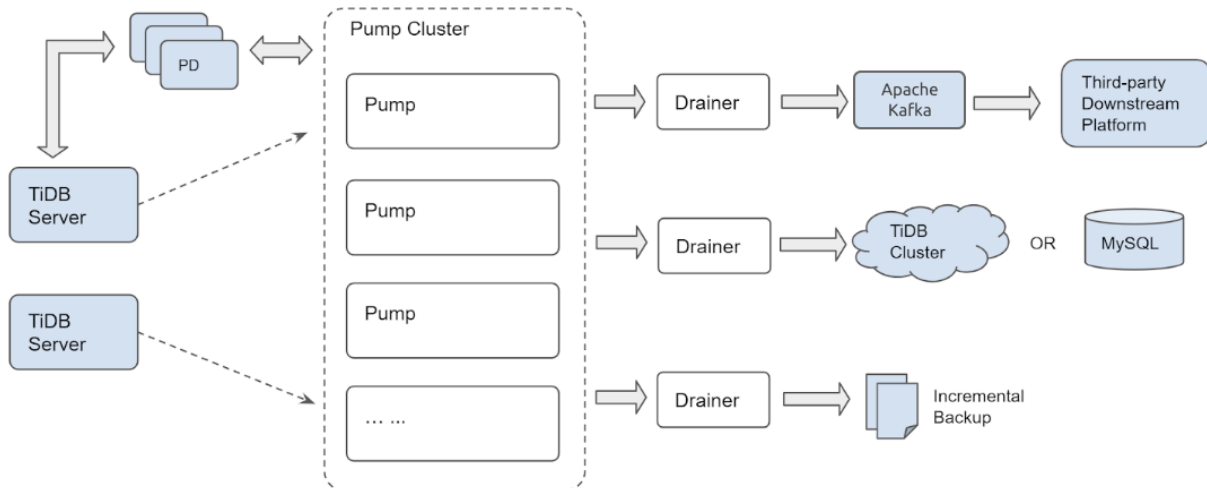 Pump Cluster
PD
TiDB
Server
TiDB
Server
Pump
Pump
Pump
... ...
Drainer
Apache
Kafka
Third-party
Downstream
Platform
Drainer
TiDB
Cluster
OR
MySQL
Drainer
Incremental
Backup